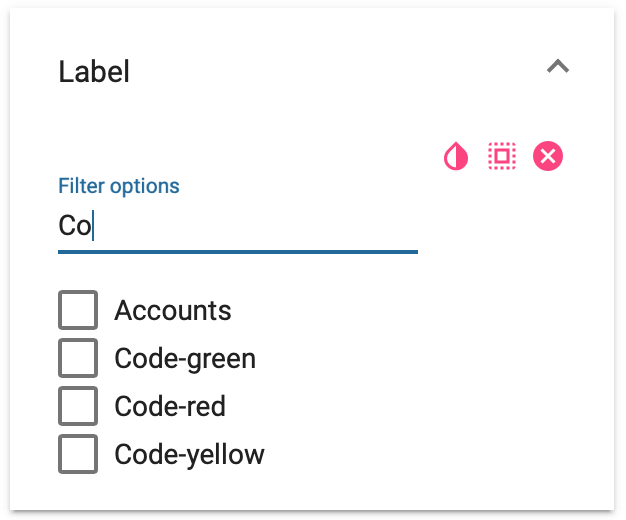 Label
Filter options
Co
Accounts
Code-green
Code-red
Code-yellow